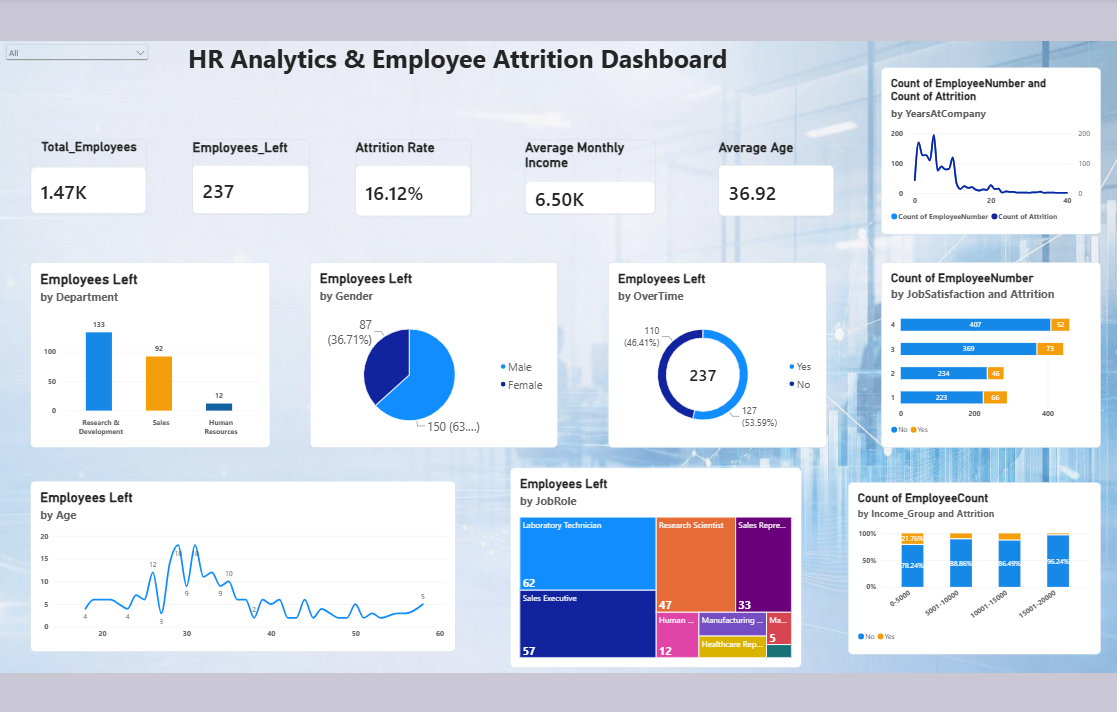 All
HR Analytics & Employee Attrition Dashboard
Total_Employees
1.47K
Employees_Left
237
Attrition Rate
16.12%
Average Monthly
Income
6.50K
Average Age
36.92
Count of EmployeeNumber and
Count of Attrition
by YearsAtCompany
200
100
0
200
100
0
0
20
40
Count of EmployeeNumber Count of Attrition
Employees Left
by Department
100
50
0
133
92
12
Research &
Development
Sales
Human
Resources
Employees Left
by Gender
87
(36.71%)
150 (63....)
Male
Female
Employees Left
by OverTime
110
(46.41%)
237
127
(53.59%)
Yes
No
Count of EmployeeNumber
by JobSatisfaction and Attrition
4 407 52
3 369 73
2 234 46
1 223 66
0 200 400
No Yes
Employees Left
by Age
20
15
10
5
0
4
4
12
3
18
9
18
9
10
2
5
20 30 40 50 60
Employees Left
by JobRole
Laboratory Technician
62
Sales Executive
57
Research Scientist
47
Sales Repre...
33
Human ...
12
Manufacturing ...
Healthcare Rep...
Ma...
5
Count of EmployeeCount
by Income_Group and Attrition
100%
50%
0%
21.76%
78.24%
88.86%
86.49%
96.24%
0-5000
5001-10000
10001-15000
15001-20000
No Yes